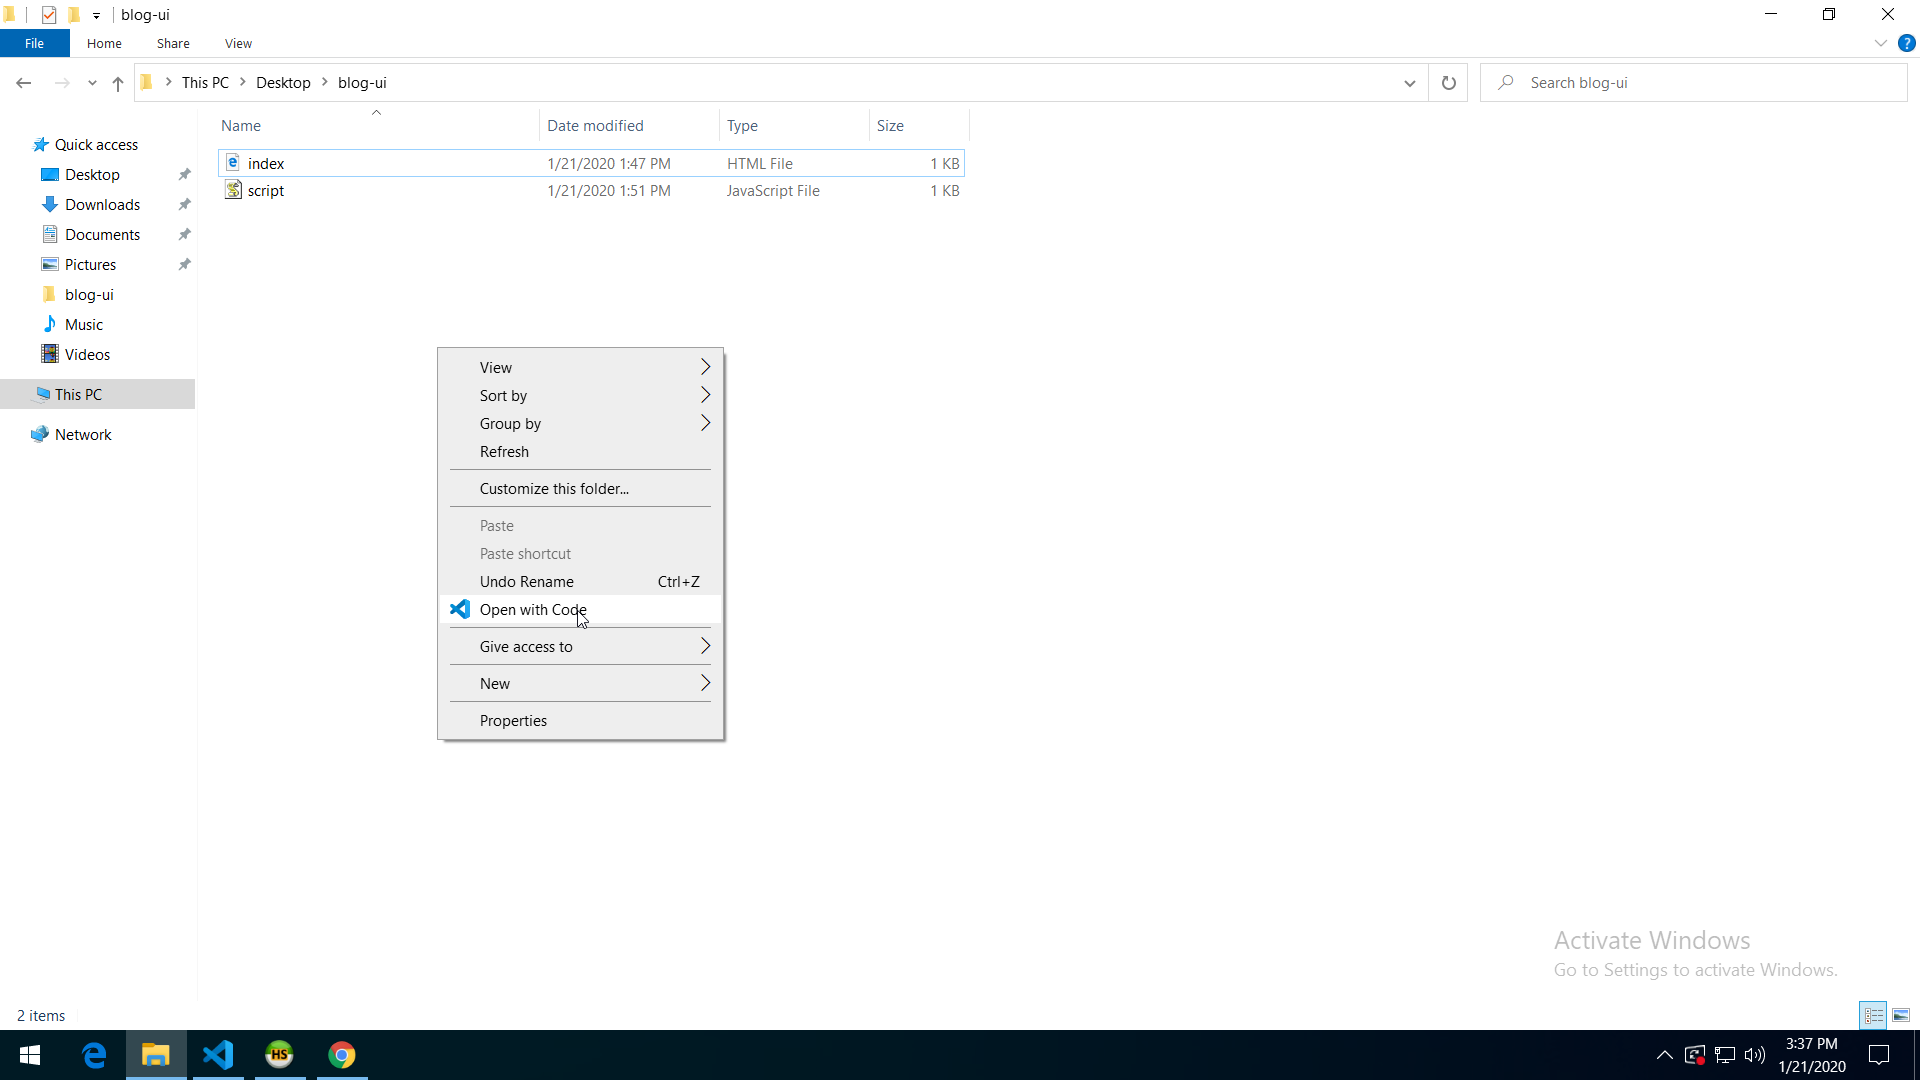 blog-ui
File Home Share View
This PC Desktop blog-ui
Search blog-ui
Name Date modified Type Size
index 1/21/2020 1:47 PM HTML File 1 KB
script 1/21/2020 1:51 PM JavaScript File 1 KB
Quick access
Desktop
Downloads
Documents
Pictures
blog-ui
Music
Videos
This PC
Network
View
Sort by
Group by
Refresh
Customize this folder...
Paste
Paste shortcut
Undo Rename Ctrl+Z
Open with Code
Give access to
New
Properties
Activate Windows
Go to Settings to activate Windows.
2 items
HS
3:37 PM
1/21/2020